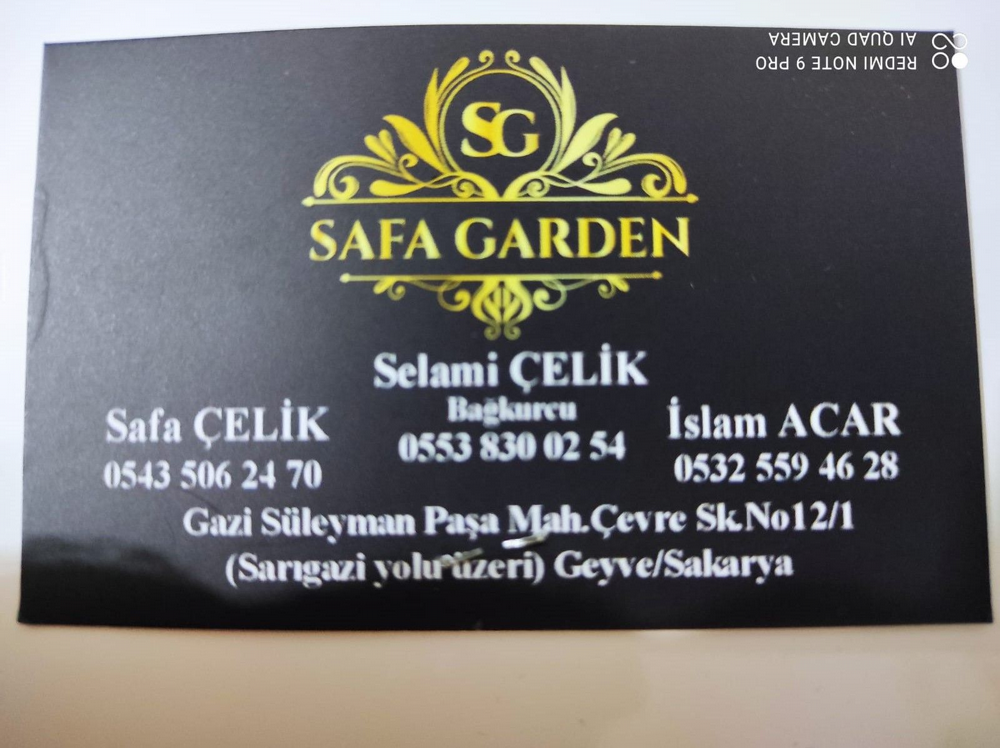 SG
SAFA GARDEN
Selami ÇELİK
Bağkurcu
0553 830 02 54
Safa ÇELİK
0543 506 24 70
İslam ACAR
0532 559 46 28
Gazi Süleyman Paşa Mah.Çevre Sk.No12/1
(Sarıgazi yolu üzeri) Geyve/Sakarya
REDMI NOTE 9 PRO
AI QUAD CAMERA